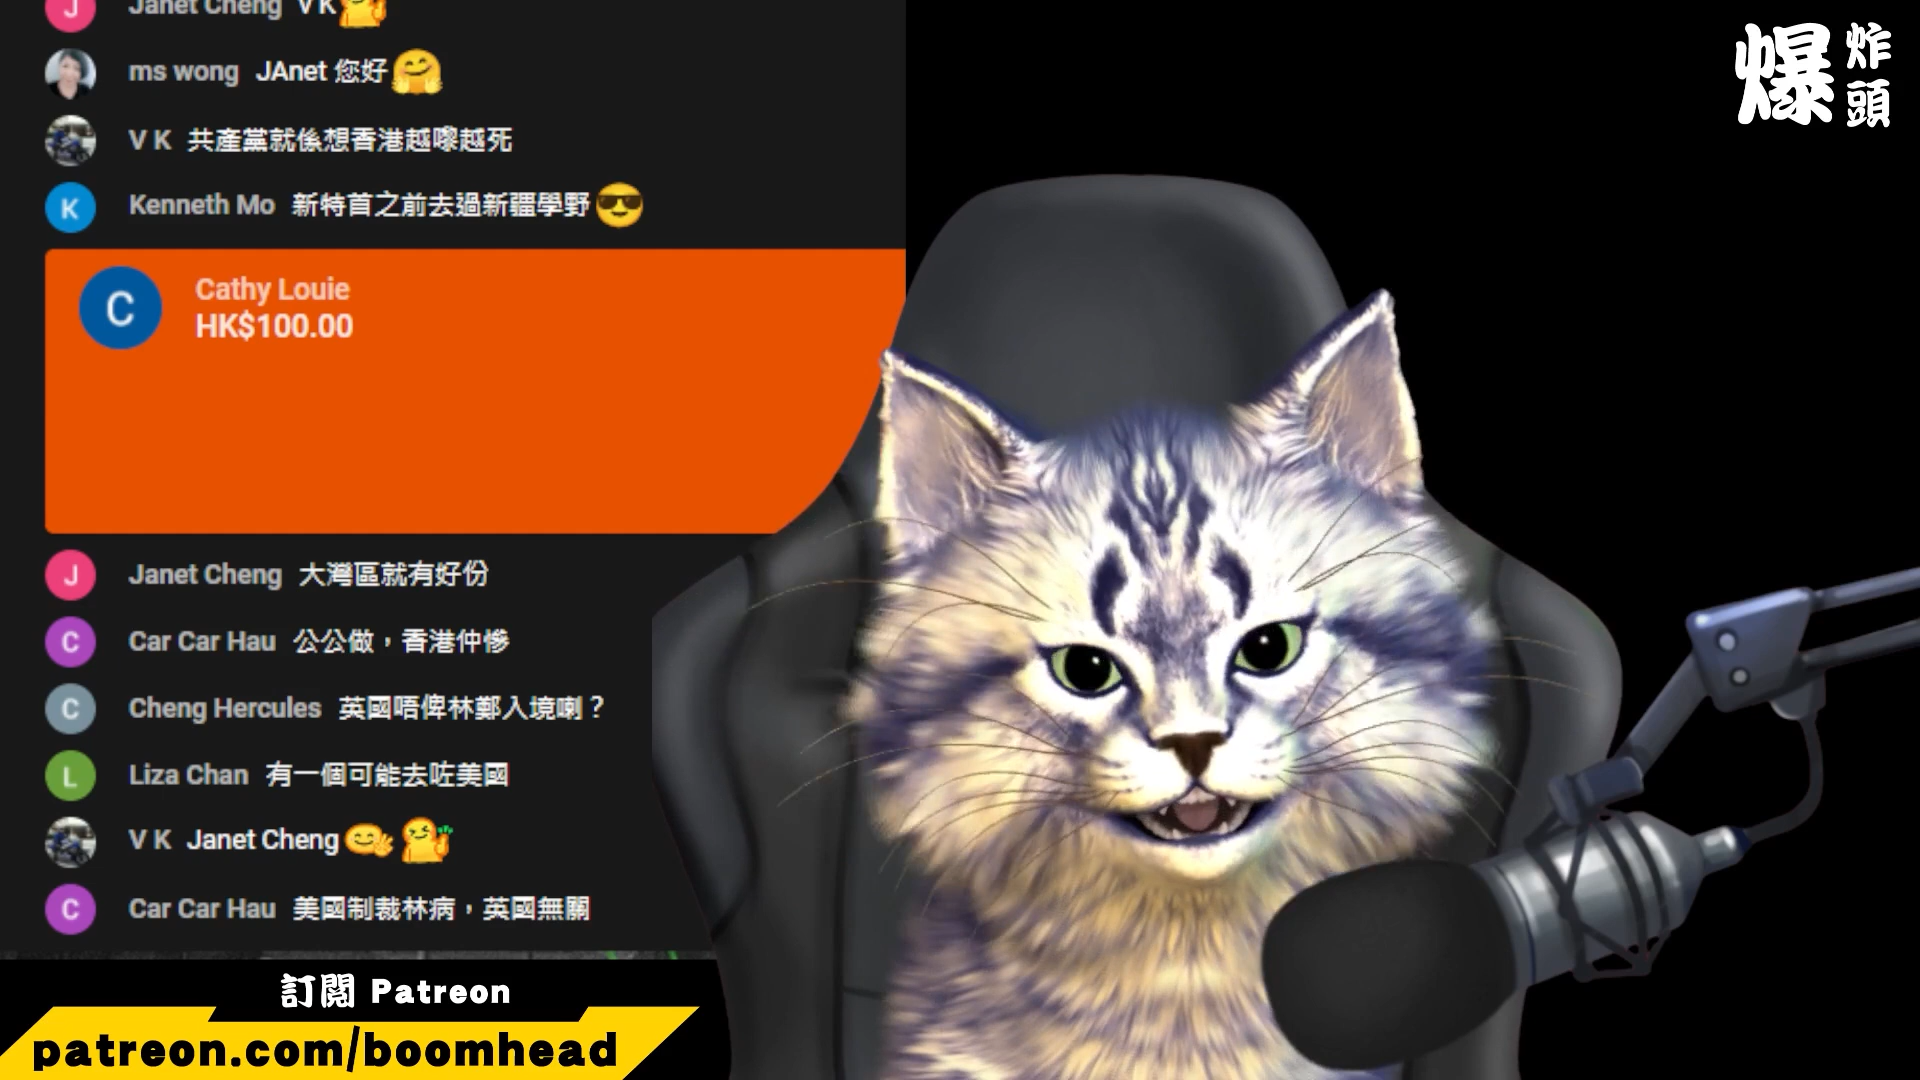 Janet Cheng V K
ms wong JAnet 您好
V K 共產黨就係想香港越嚟越死
Kenneth Mo 新特首之前去過新疆學野
C Cathy Louie
HK$100.00
J Janet Cheng 大灣區就有好份
C Car Car Hau 公公做，香港仲慘
C Cheng Hercules 英國唔俾林鄭入境喇？
L Liza Chan 有一個可能去咗美國
V K Janet Cheng
C Car Car Hau 美國制裁林病，英國無關
訂閱 Patreon
patreon.com/boomhead
爆炸頭